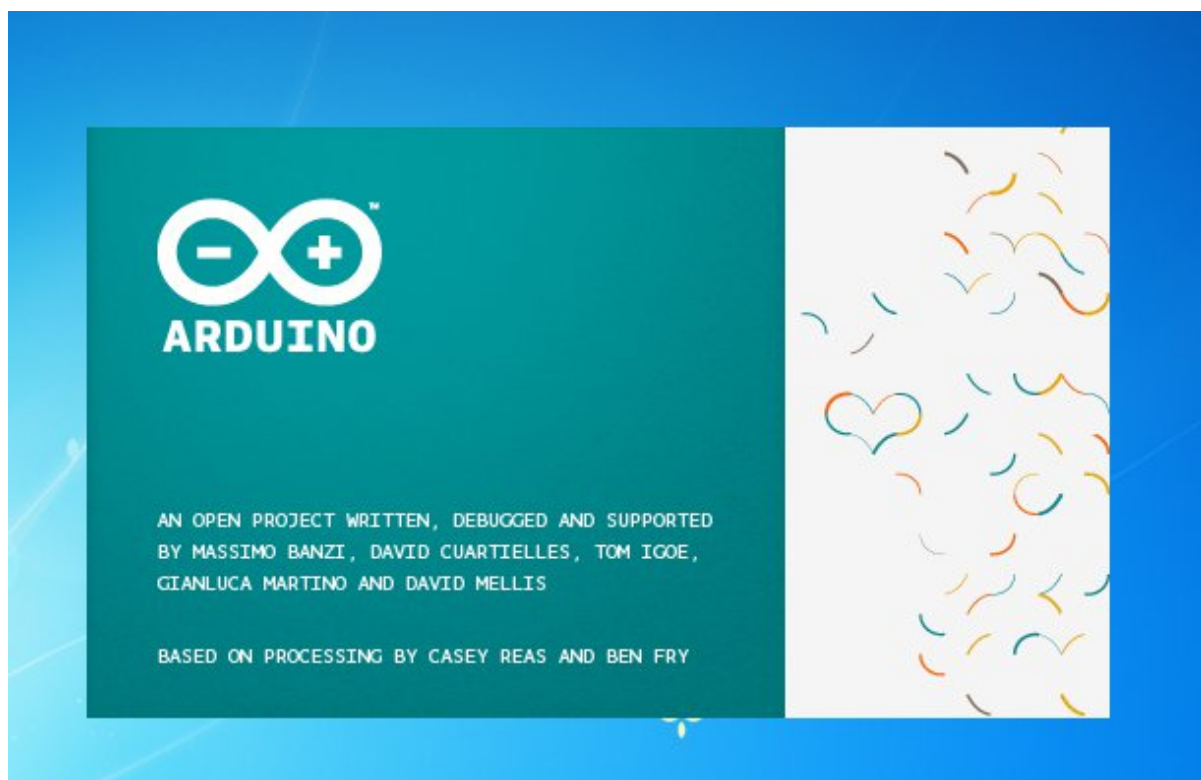 ARDUINO
AN OPEN PROJECT WRITTEN, DEBUGGED AND SUPPORTED
BY MASSIMO BANZI, DAVID CUARTIELLES, TOM IGOE,
GIANLUCA MARTINO AND DAVID MELLIS
BASED ON PROCESSING BY CASEY REAS AND BEN FRY